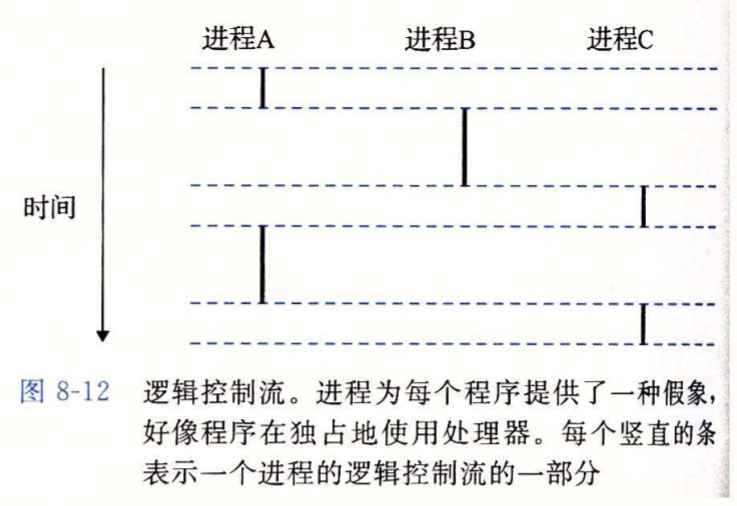 进程A 进程B 进程C
时间
图 8-12 逻辑控制流。进程为每个程序提供了一种假象,
好像程序在独占地使用处理器。每个竖直的条
表示一个进程的逻辑控制流的一部分